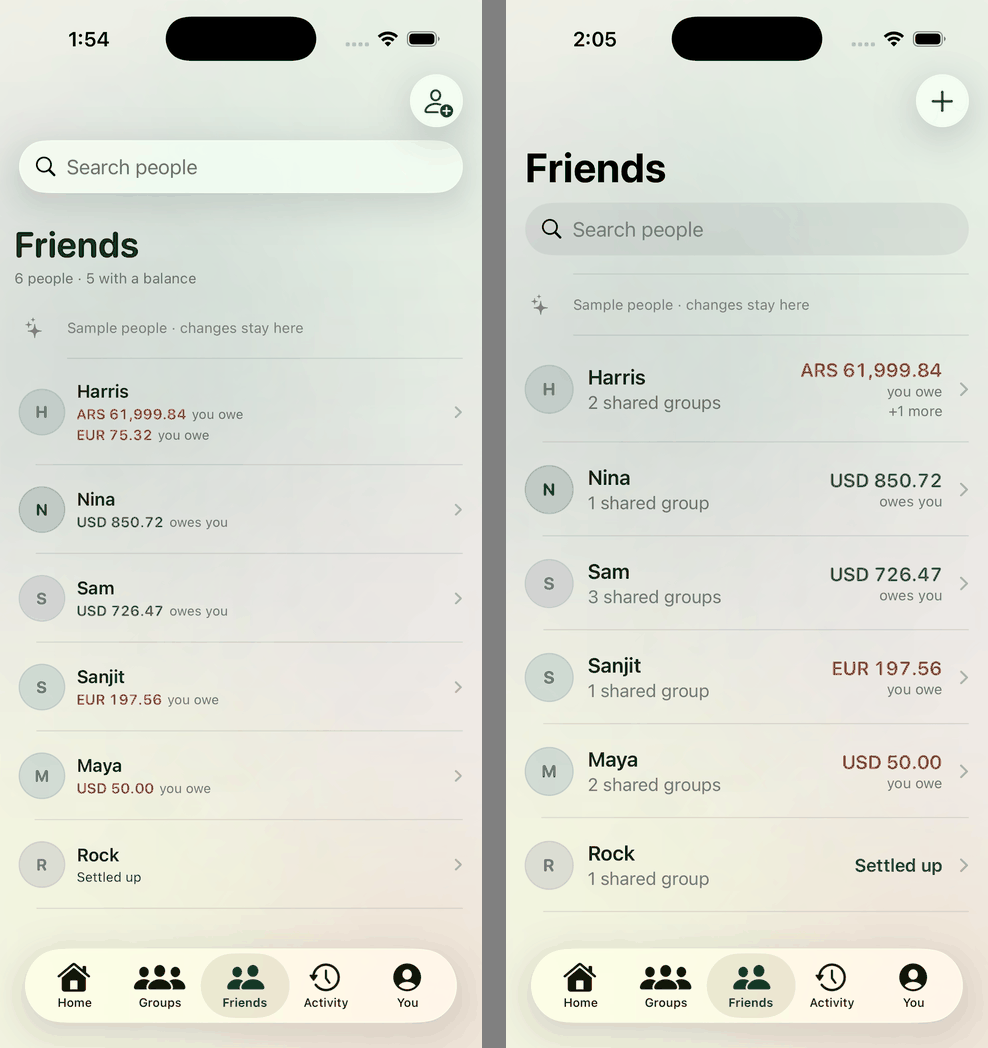 1:54
Search people
Friends
6 people · 5 with a balance
Sample people · changes stay here
H
Harris
ARS 61,999.84 you owe
EUR 75.32 you owe
N
Nina
USD 850.72 owes you
S
Sam
USD 726.47 owes you
S
Sanjit
EUR 197.56 you owe
M
Maya
USD 50.00 you owe
R
Rock
Settled up
Home Groups Friends Activity You
2:05
Friends
Search people
Sample people · changes stay here
H
Harris
2 shared groups
ARS 61,999.84
you owe
+1 more
N
Nina
1 shared group
USD 850.72
owes you
S
Sam
3 shared groups
USD 726.47
owes you
S
Sanjit
1 shared group
EUR 197.56
you owe
M
Maya
2 shared groups
USD 50.00
you owe
R
Rock
1 shared group
Settled up
Home Groups Friends Activity You